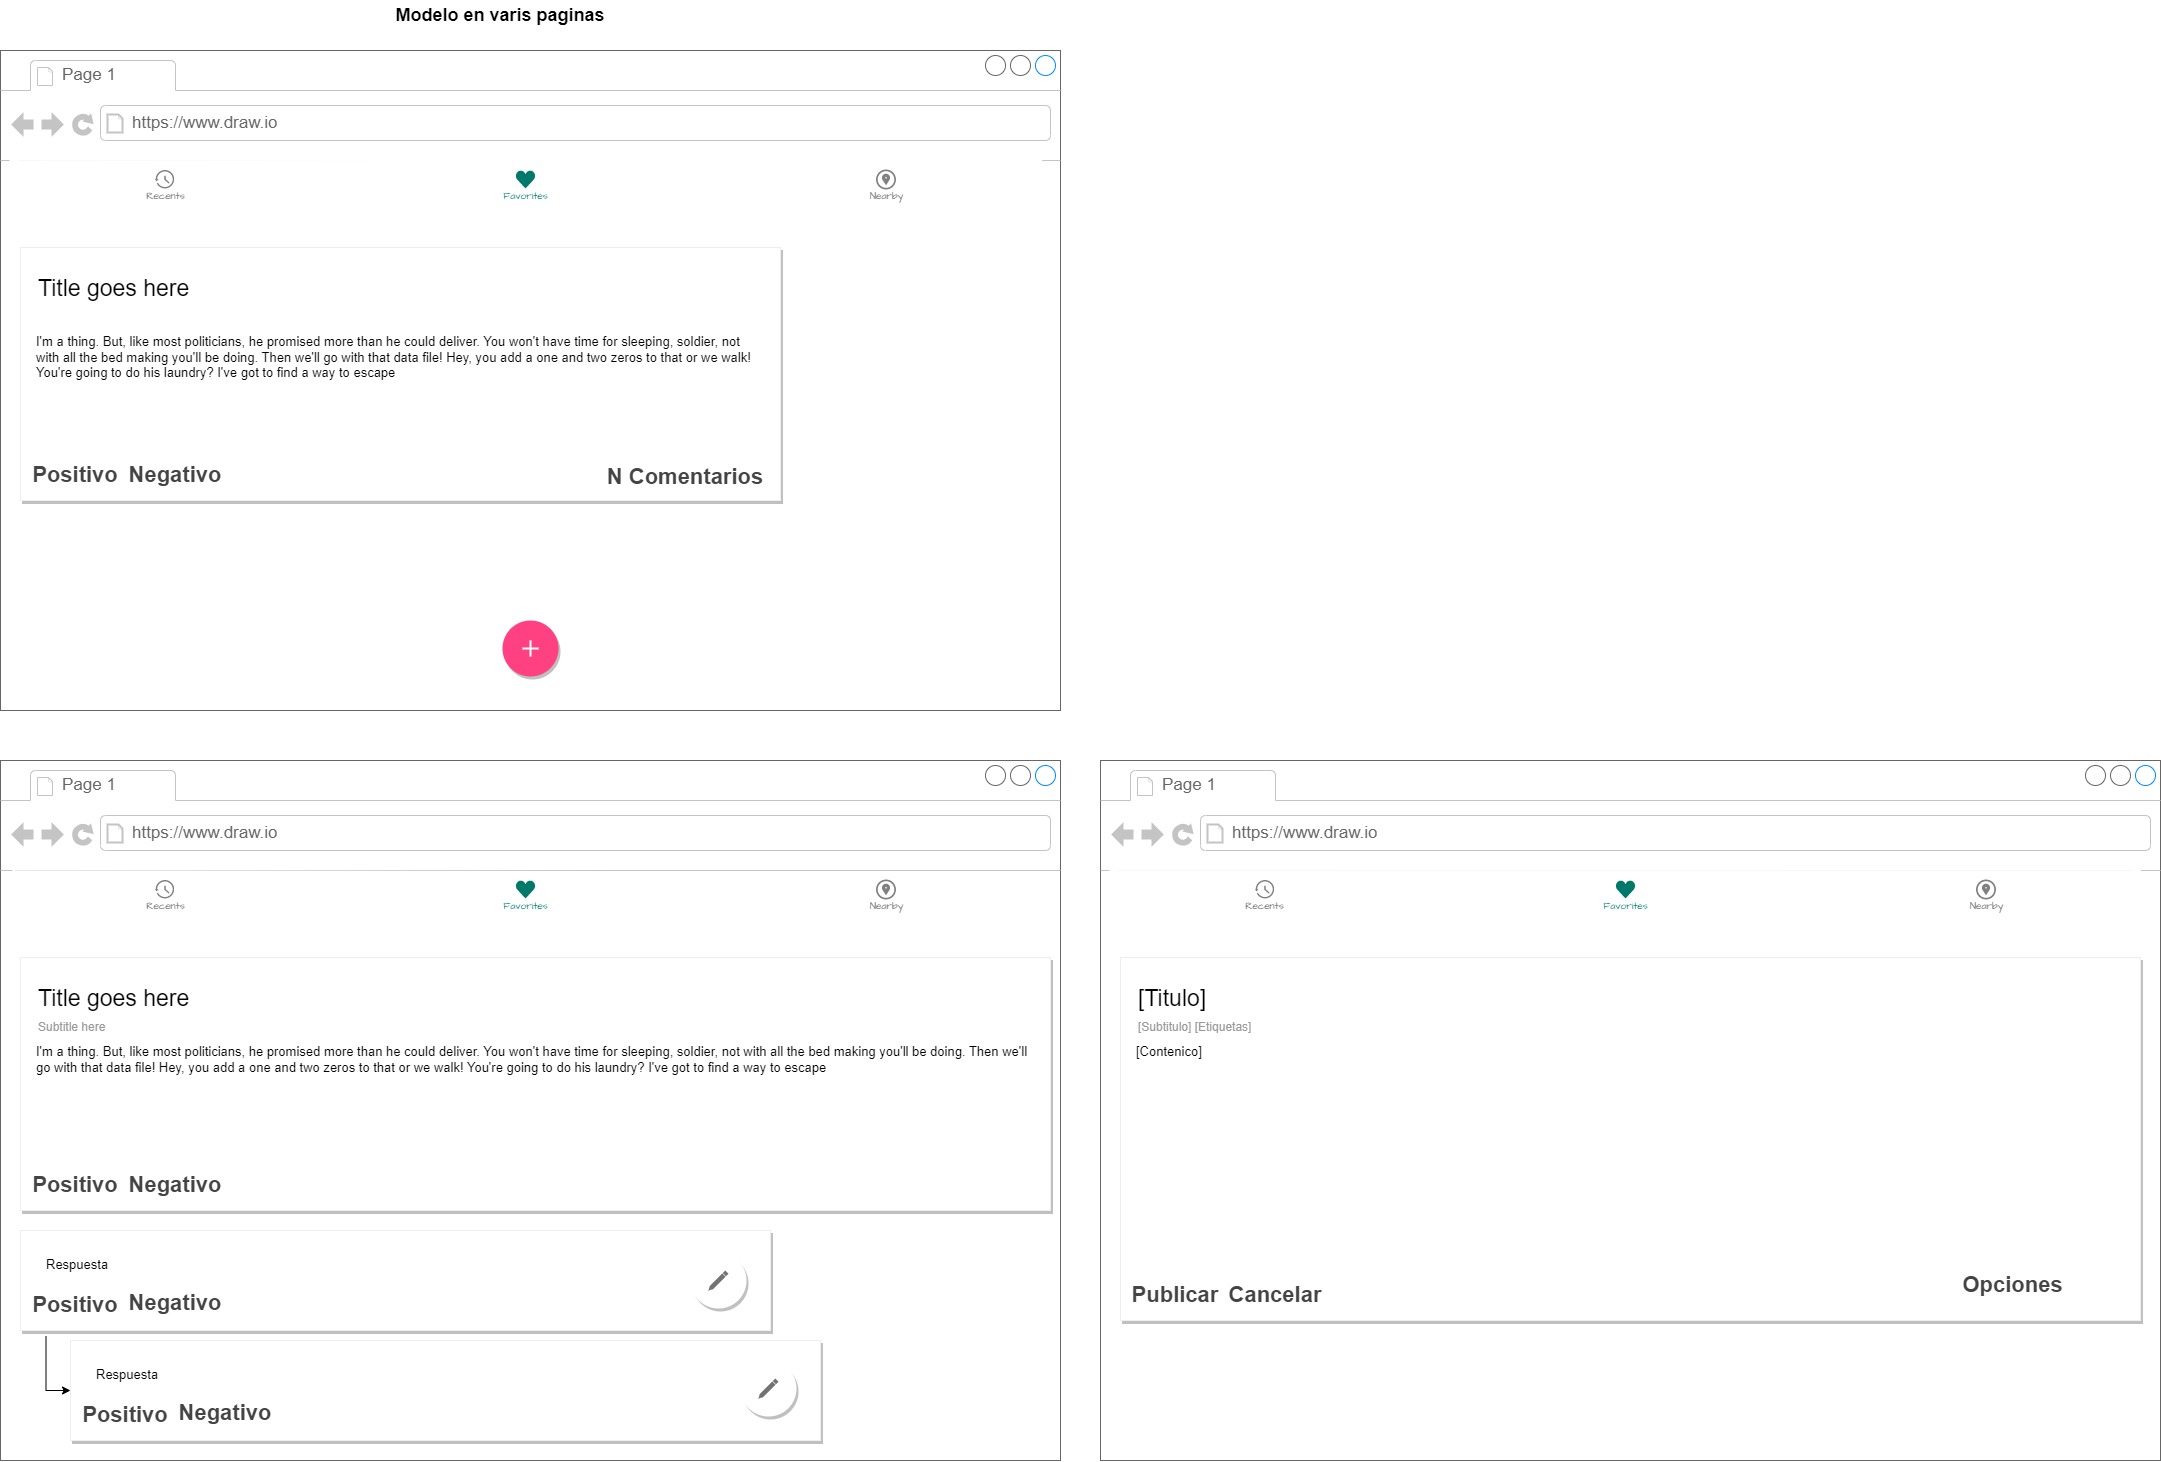 Modelo en varis paginas
Page 1
https://www.draw.io
Recents
Favorites
Nearby
Title goes here
I'm a thing. But, like most politicians, he promised more than he could deliver. You won't have time for sleeping, soldier, not
with all the bed making you'll be doing. Then we'll go with that data file! Hey, you add a one and two zeros to that or we walk!
You're going to do his laundry? I've got to find a way to escape
Positivo Negativo
N Comentarios
Page 1
https://www.draw.io
Recents
Favorites
Nearby
Title goes here
Subtitle here
I'm a thing. But, like most politicians, he promised more than he could deliver. You won't have time for sleeping, soldier, not with all the bed making you'll be doing. Then we'll
go with that data file! Hey, you add a one and two zeros to that or we walk! You're going to do his laundry? I've got to find a way to escape
Positivo Negativo
Respuesta
Positivo Negativo
Respuesta
Positivo Negativo
Page 1
https://www.draw.io
Recents
Favorites
Nearby
[Titulo]
[Subtitulo] [Etiquetas]
[Contenico]
Publicar Cancelar
Opciones